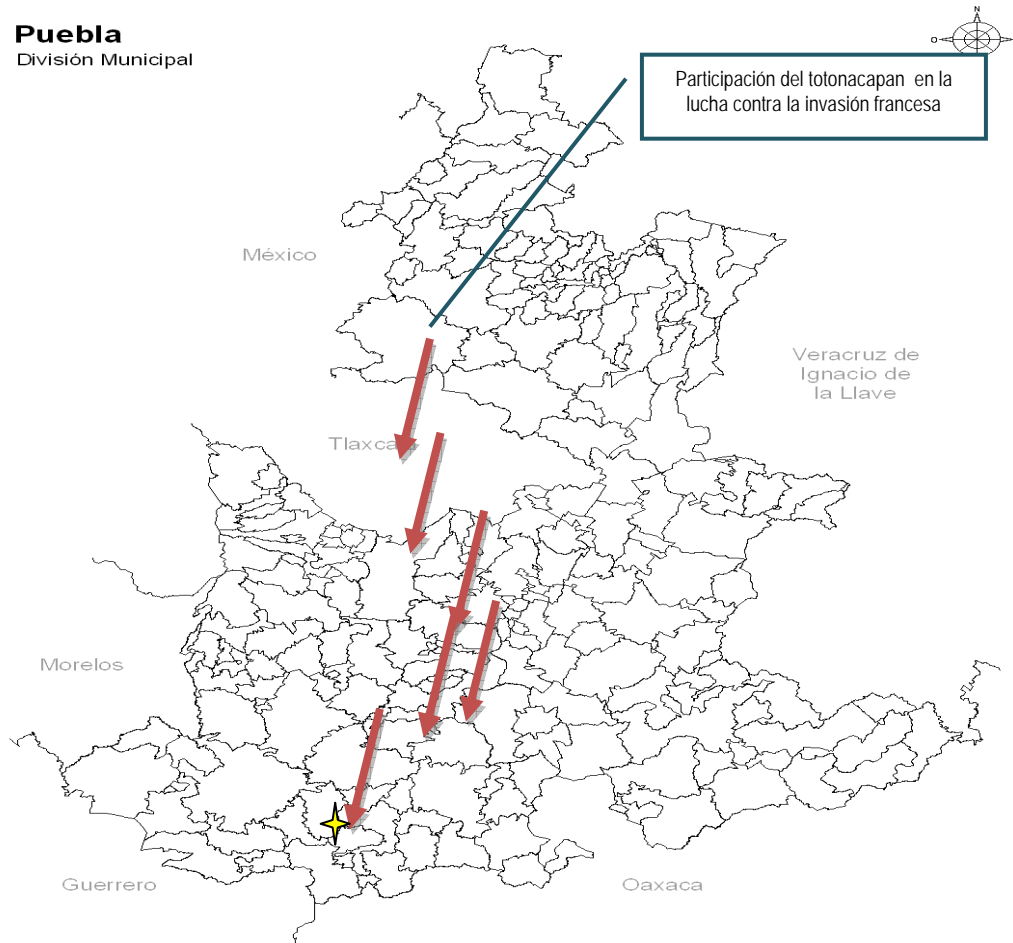 Puebla
División Municipal
N
O
Participación del totonacapan en la
lucha contra la invasión francesa
México
Veracruz de
Ignacio de
la Llave
Tlaxca
Morelos
Guerrero
Oaxaca